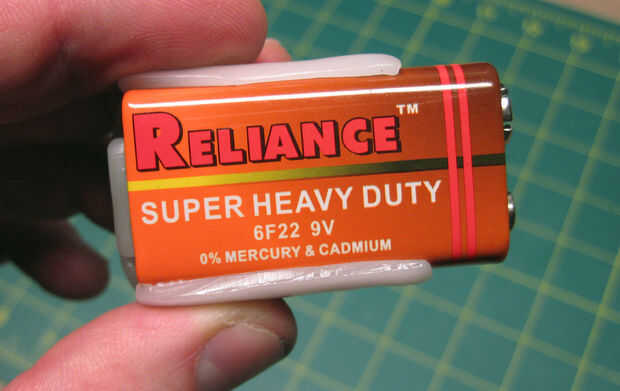 RELIANCE™
SUPER HEAVY DUTY
6F22 9V
0% MERCURY & CADMIUM